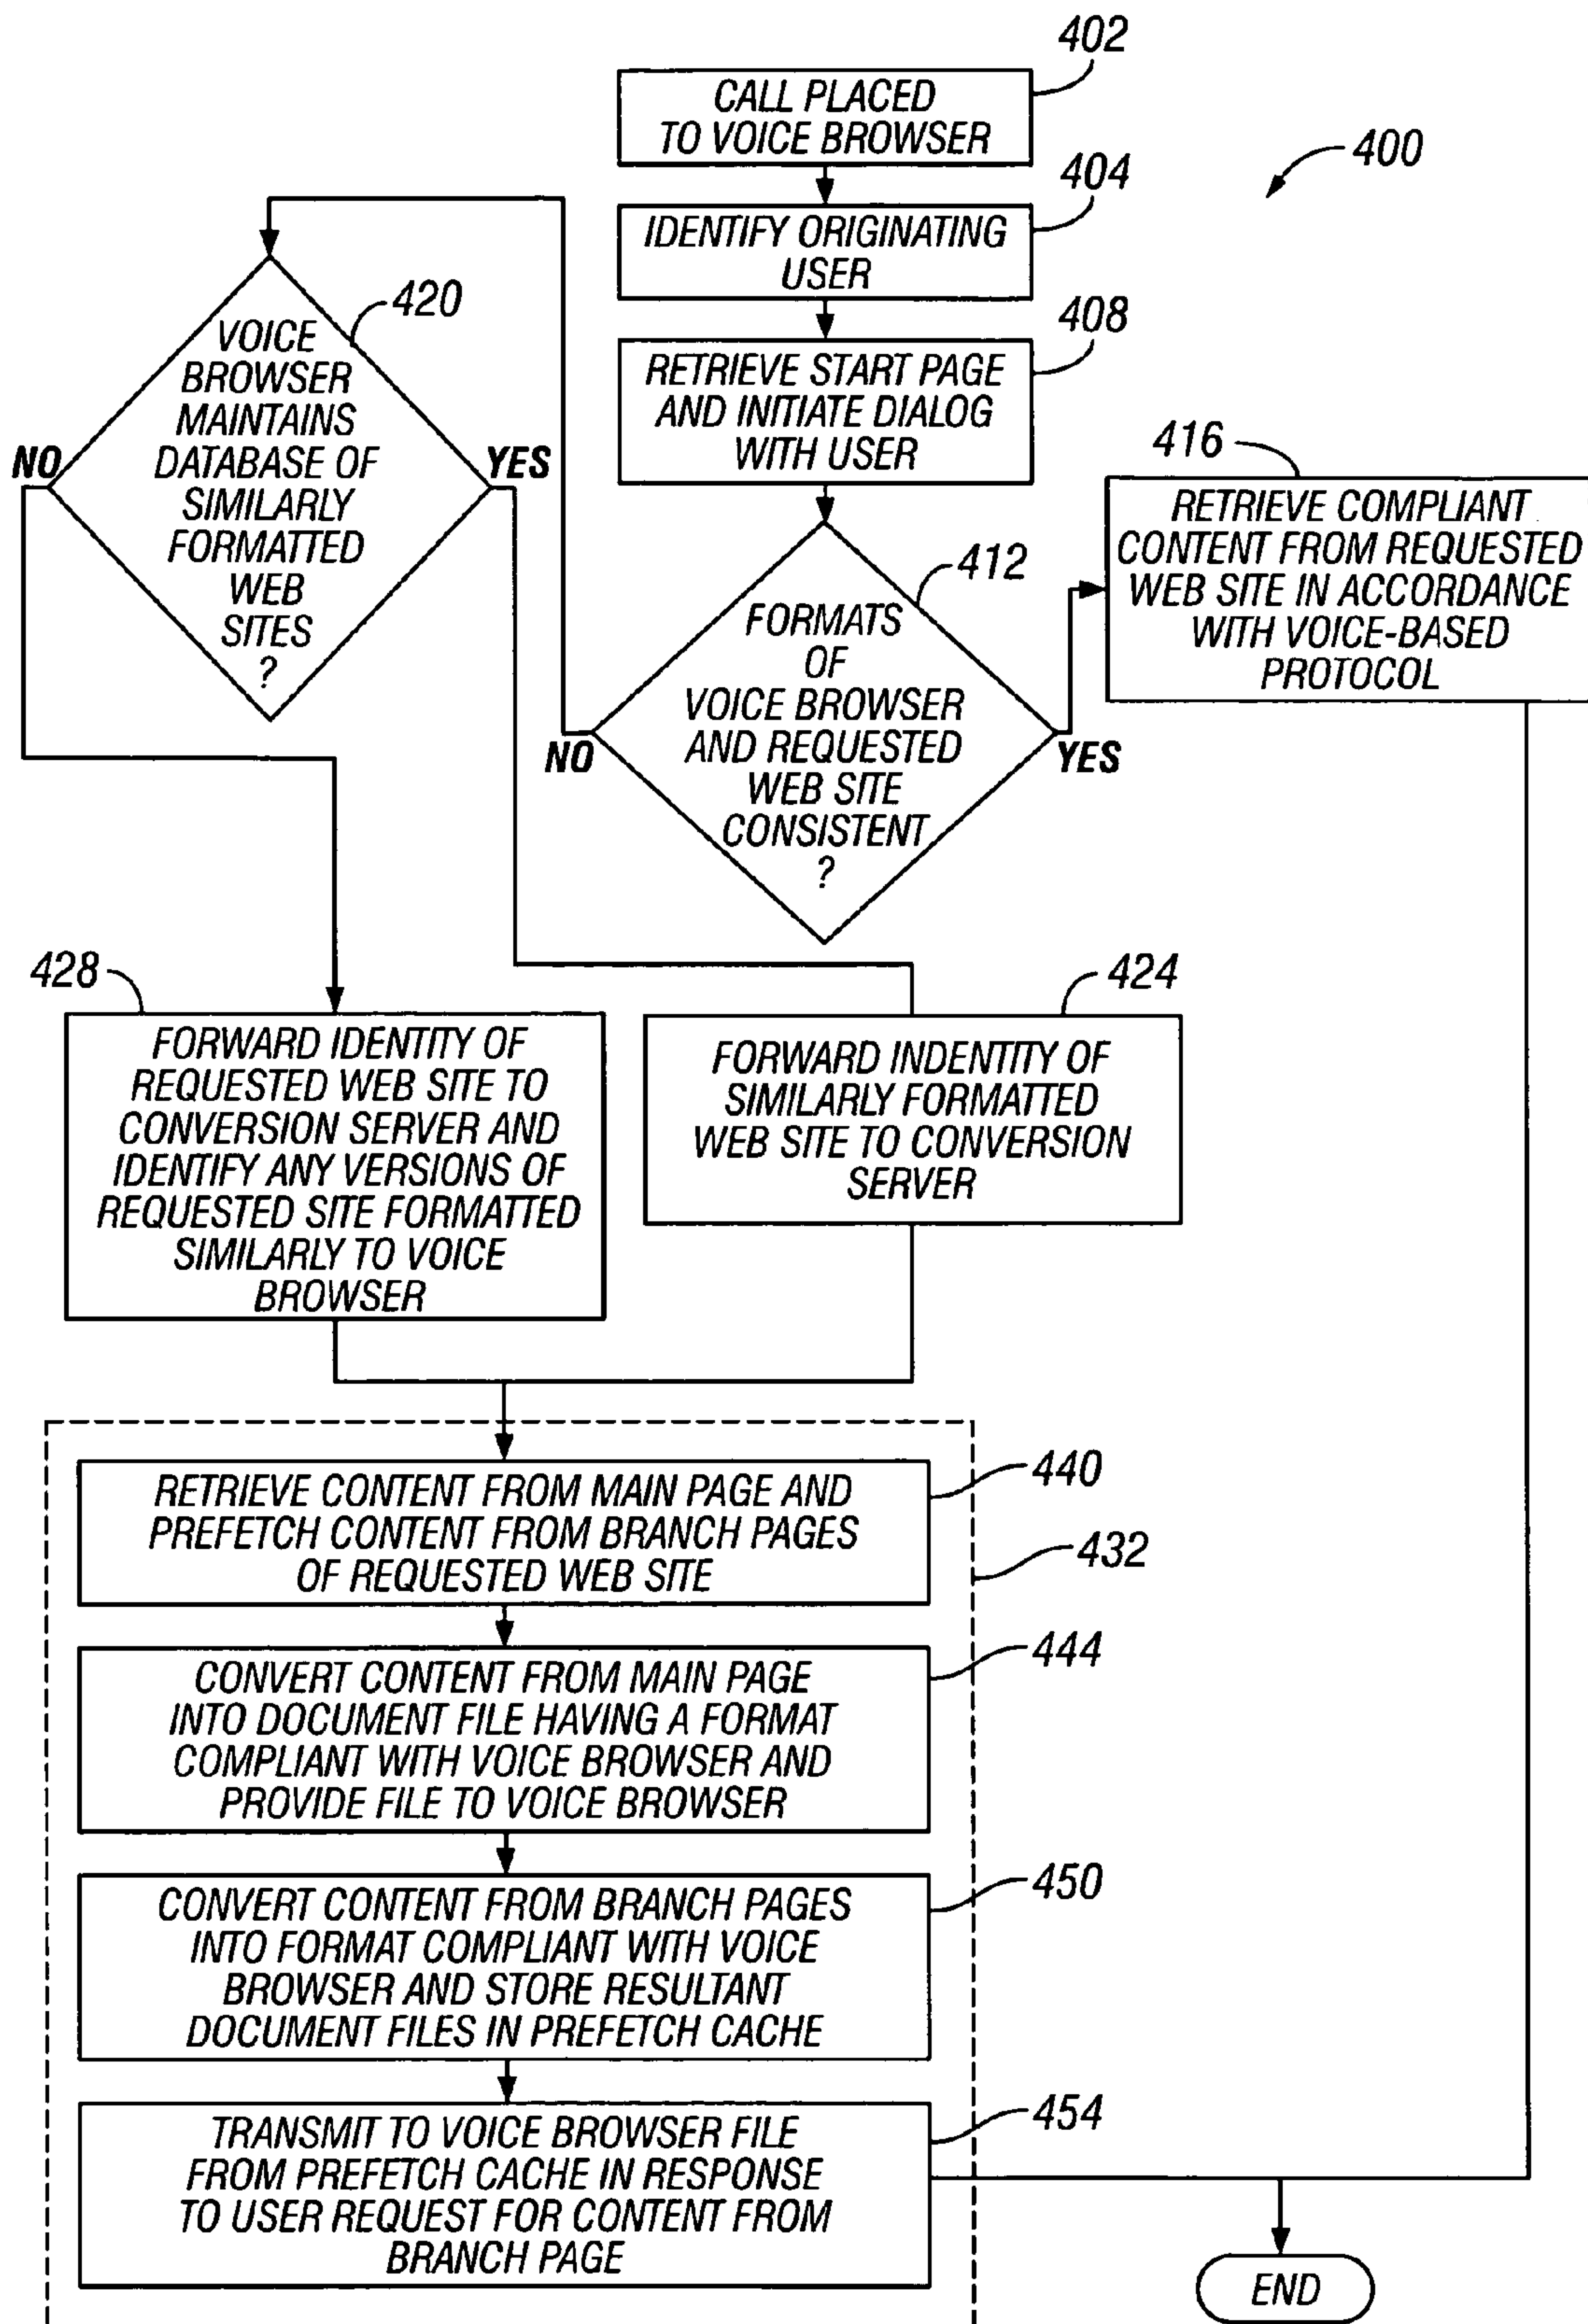 402
CALL PLACED
TO VOICE BROWSER
400
404
IDENTIFY ORIGINATING
USER
408
RETRIEVE START PAGE
AND INITIATE DIALOG
WITH USER
420
VOICE
BROWSER
MAINTAINS
DATABASE OF
SIMILARLY
FORMATTED
WEB
SITES
?
NO
YES
416
RETRIEVE COMPLIANT
CONTENT FROM REQUESTED
WEB SITE IN ACCORDANCE
WITH VOICE-BASED
PROTOCOL
412
FORMATS
OF
VOICE BROWSER
AND REQUESTED
WEB SITE
CONSISTENT
?
NO
YES
428
FORWARD IDENTITY OF
REQUESTED WEB SITE TO
CONVERSION SERVER AND
IDENTIFY ANY VERSIONS OF
REQUESTED SITE FORMATTED
SIMILARLY TO VOICE
BROWSER
424
FORWARD INDENTITY OF
SIMILARLY FORMATTED
WEB SITE TO CONVERSION
SERVER
440
RETRIEVE CONTENT FROM MAIN PAGE AND
PREFETCH CONTENT FROM BRANCH PAGES
OF REQUESTED WEB SITE
432
444
CONVERT CONTENT FROM MAIN PAGE
INTO DOCUMENT FILE HAVING A FORMAT
COMPLIANT WITH VOICE BROWSER AND
PROVIDE FILE TO VOICE BROWSER
450
CONVERT CONTENT FROM BRANCH PAGES
INTO FORMAT COMPLIANT WITH VOICE
BROWSER AND STORE RESULTANT
DOCUMENT FILES IN PREFETCH CACHE
454
TRANSMIT TO VOICE BROWSER FILE
FROM PREFETCH CACHE IN RESPONSE
TO USER REQUEST FOR CONTENT FROM
BRANCH PAGE
END